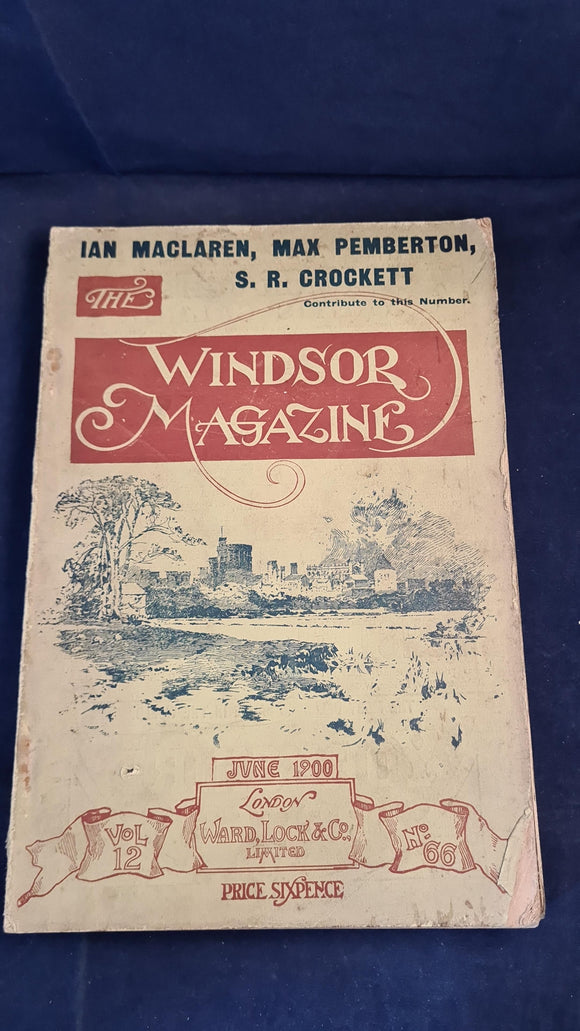 IAN MACLAREN, MAX PEMBERTON,
S. R. CROCKETT
Contribute to this Number.
THE
WINDSOR
MAGAZINE
JUNE 1900
LONDON
WARD, LOCK & CO.
LIMITED
VOL
12
No.
66
PRICE SIXPENCE